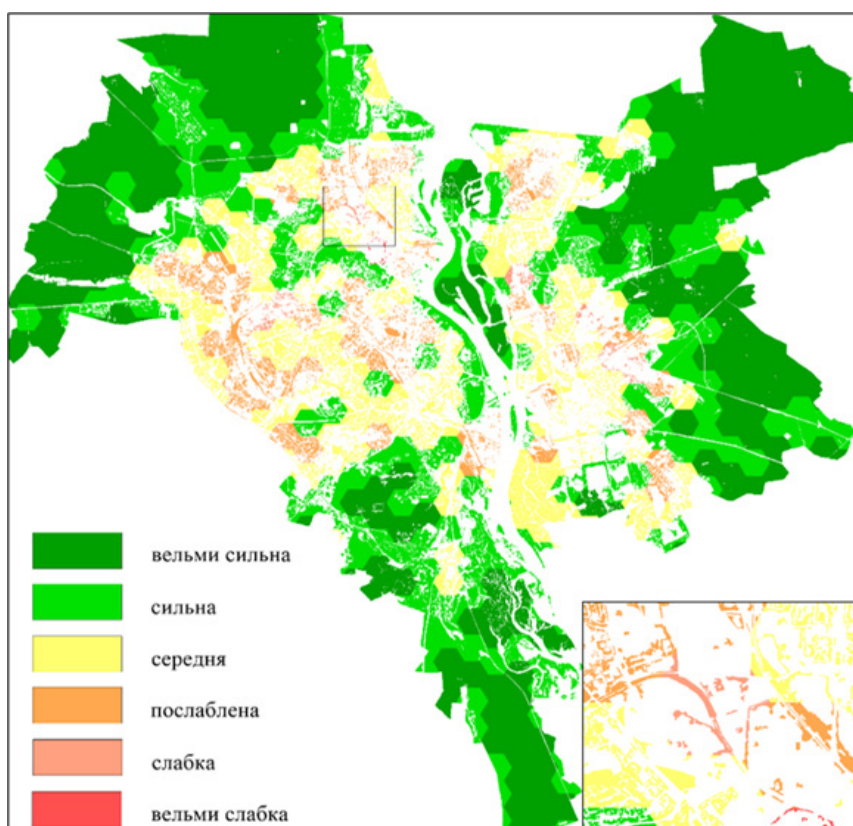 вельми сильна
сильна
середня
послаблена
слабка
вельми слабка